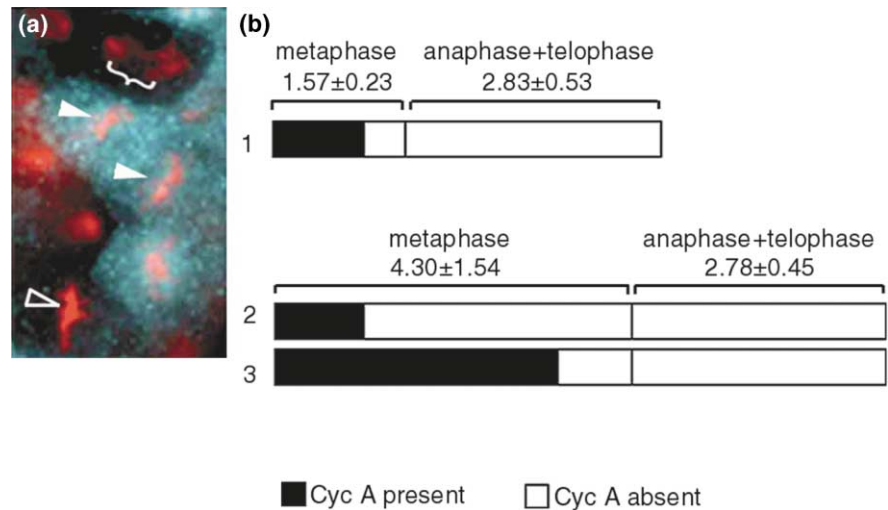 (a)
(b)
metaphase anaphase+telophase
1.57±0.23 2.83±0.53
1
metaphase anaphase+telophase
4.30±1.54 2.78±0.45
2
3
Cyc A present Cyc A absent